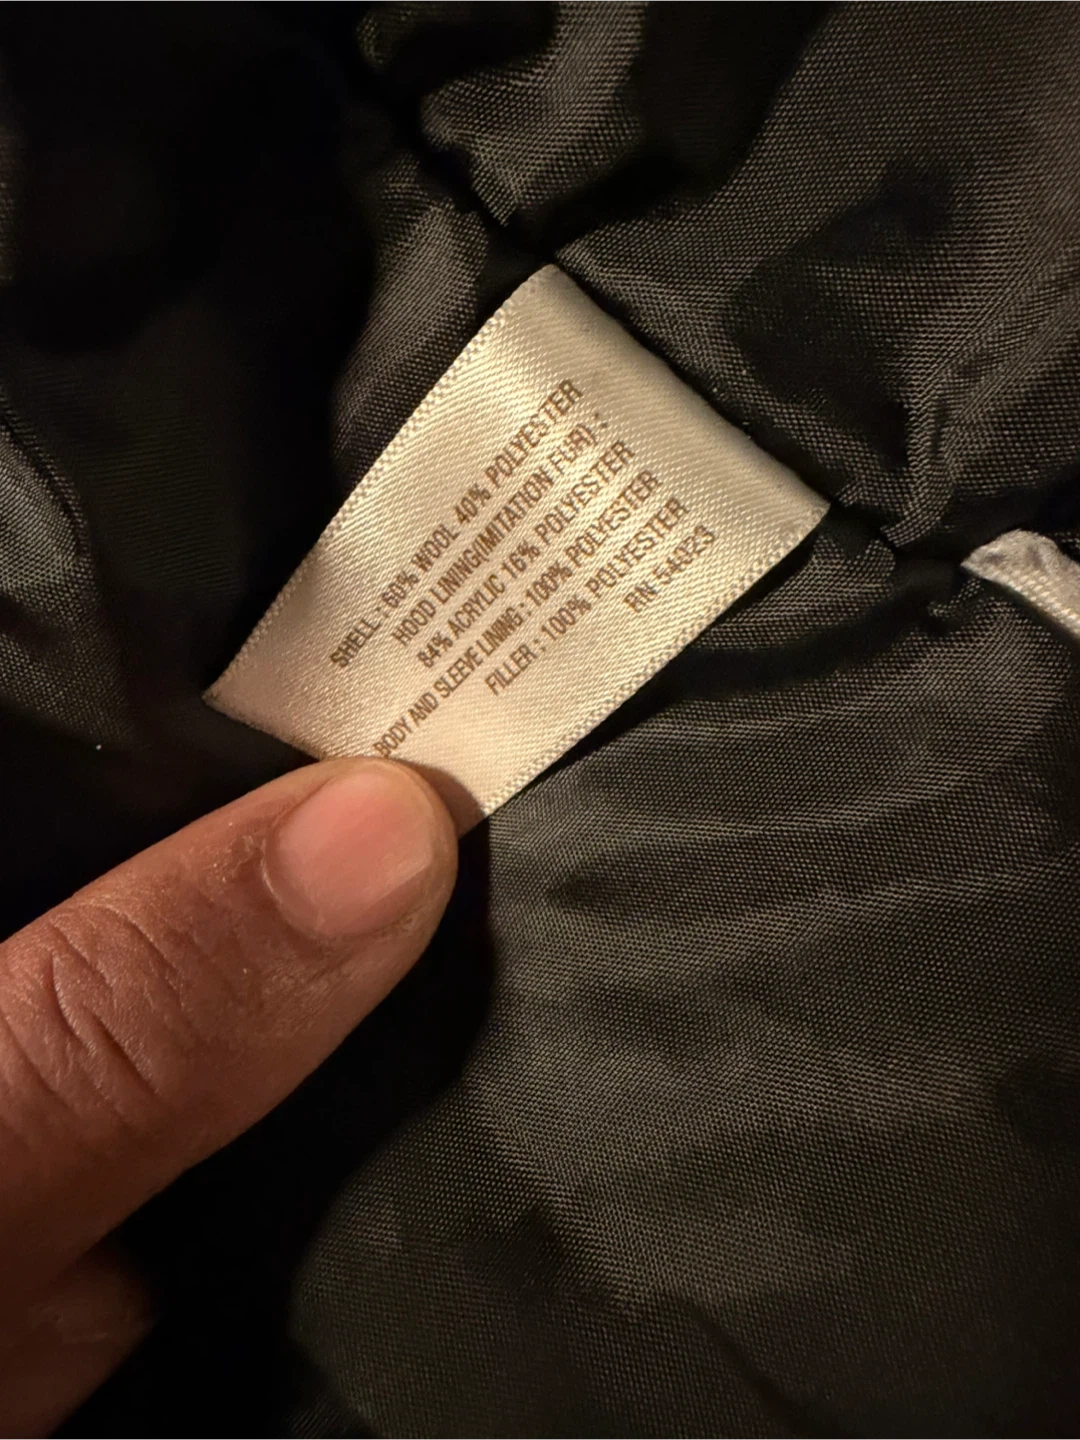 SHELL : 60% WOOL 40% POLYESTER
HOOD LINING(IMITATION FUR) :
84% ACRYLIC 16% POLYESTER
BODY AND SLEEVE LINING : 100% POLYESTER
FILLER : 100% POLYESTER
RN 54023